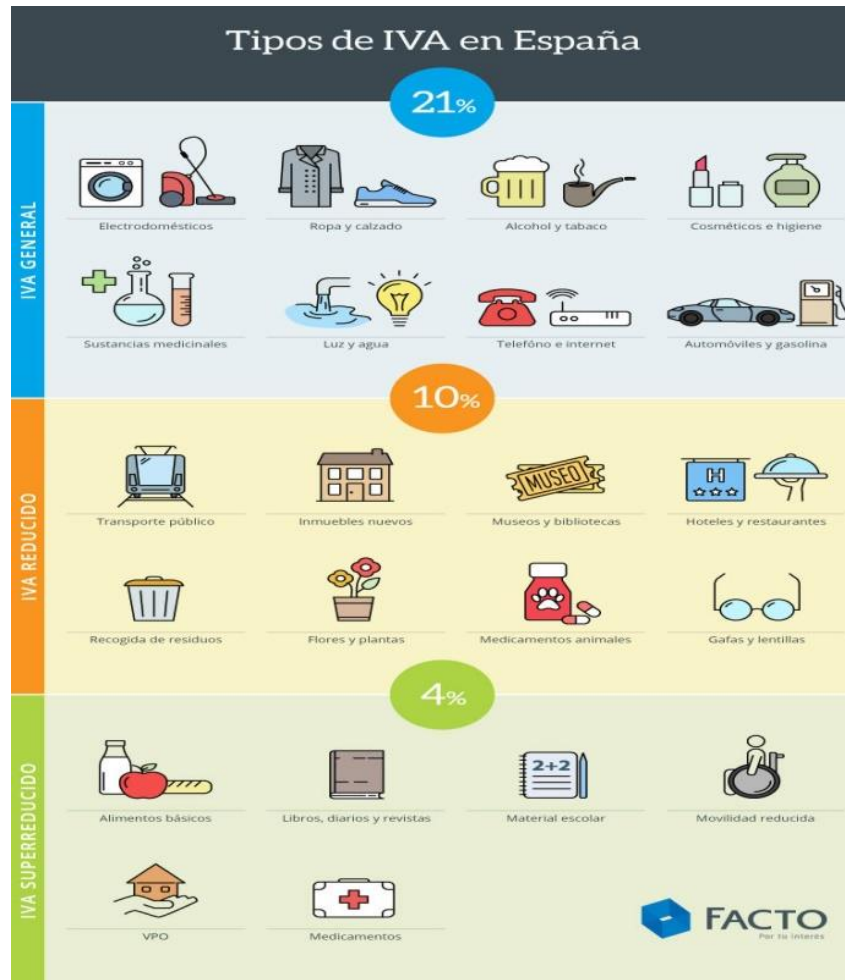 Tipos de IVA en España
21%
IVA GENERAL
Electrodomésticos
Ropa y calzado
Alcohol y tabaco
Cosméticos e higiene
Sustancias medicinales
Luz y agua
Telefóno e internet
Automóviles y gasolina
10%
IVA REDUCIDO
MUSEO
H
Transporte público
Inmuebles nuevos
Museos y bibliotecas
Hoteles y restaurantes
Recogida de residuos
Flores y plantas
Medicamentos animales
Gafas y lentillas
4%
IVA SUPERREDUCIDO
2+2
Alimentos básicos
Libros, diarios y revistas
Material escolar
Movilidad reducida
VPO
Medicamentos
FACTO
Por tu interés